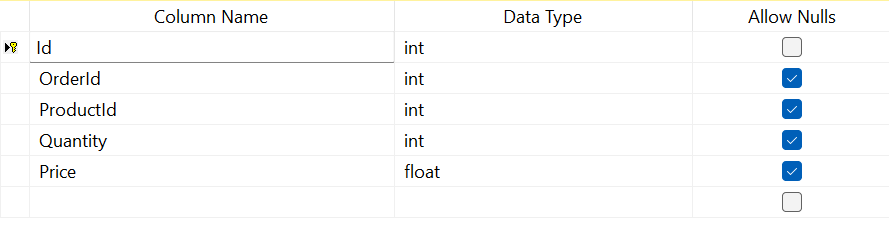 Column Name Data Type Allow Nulls
Id int
OrderId int
ProductId int
Quantity int
Price float